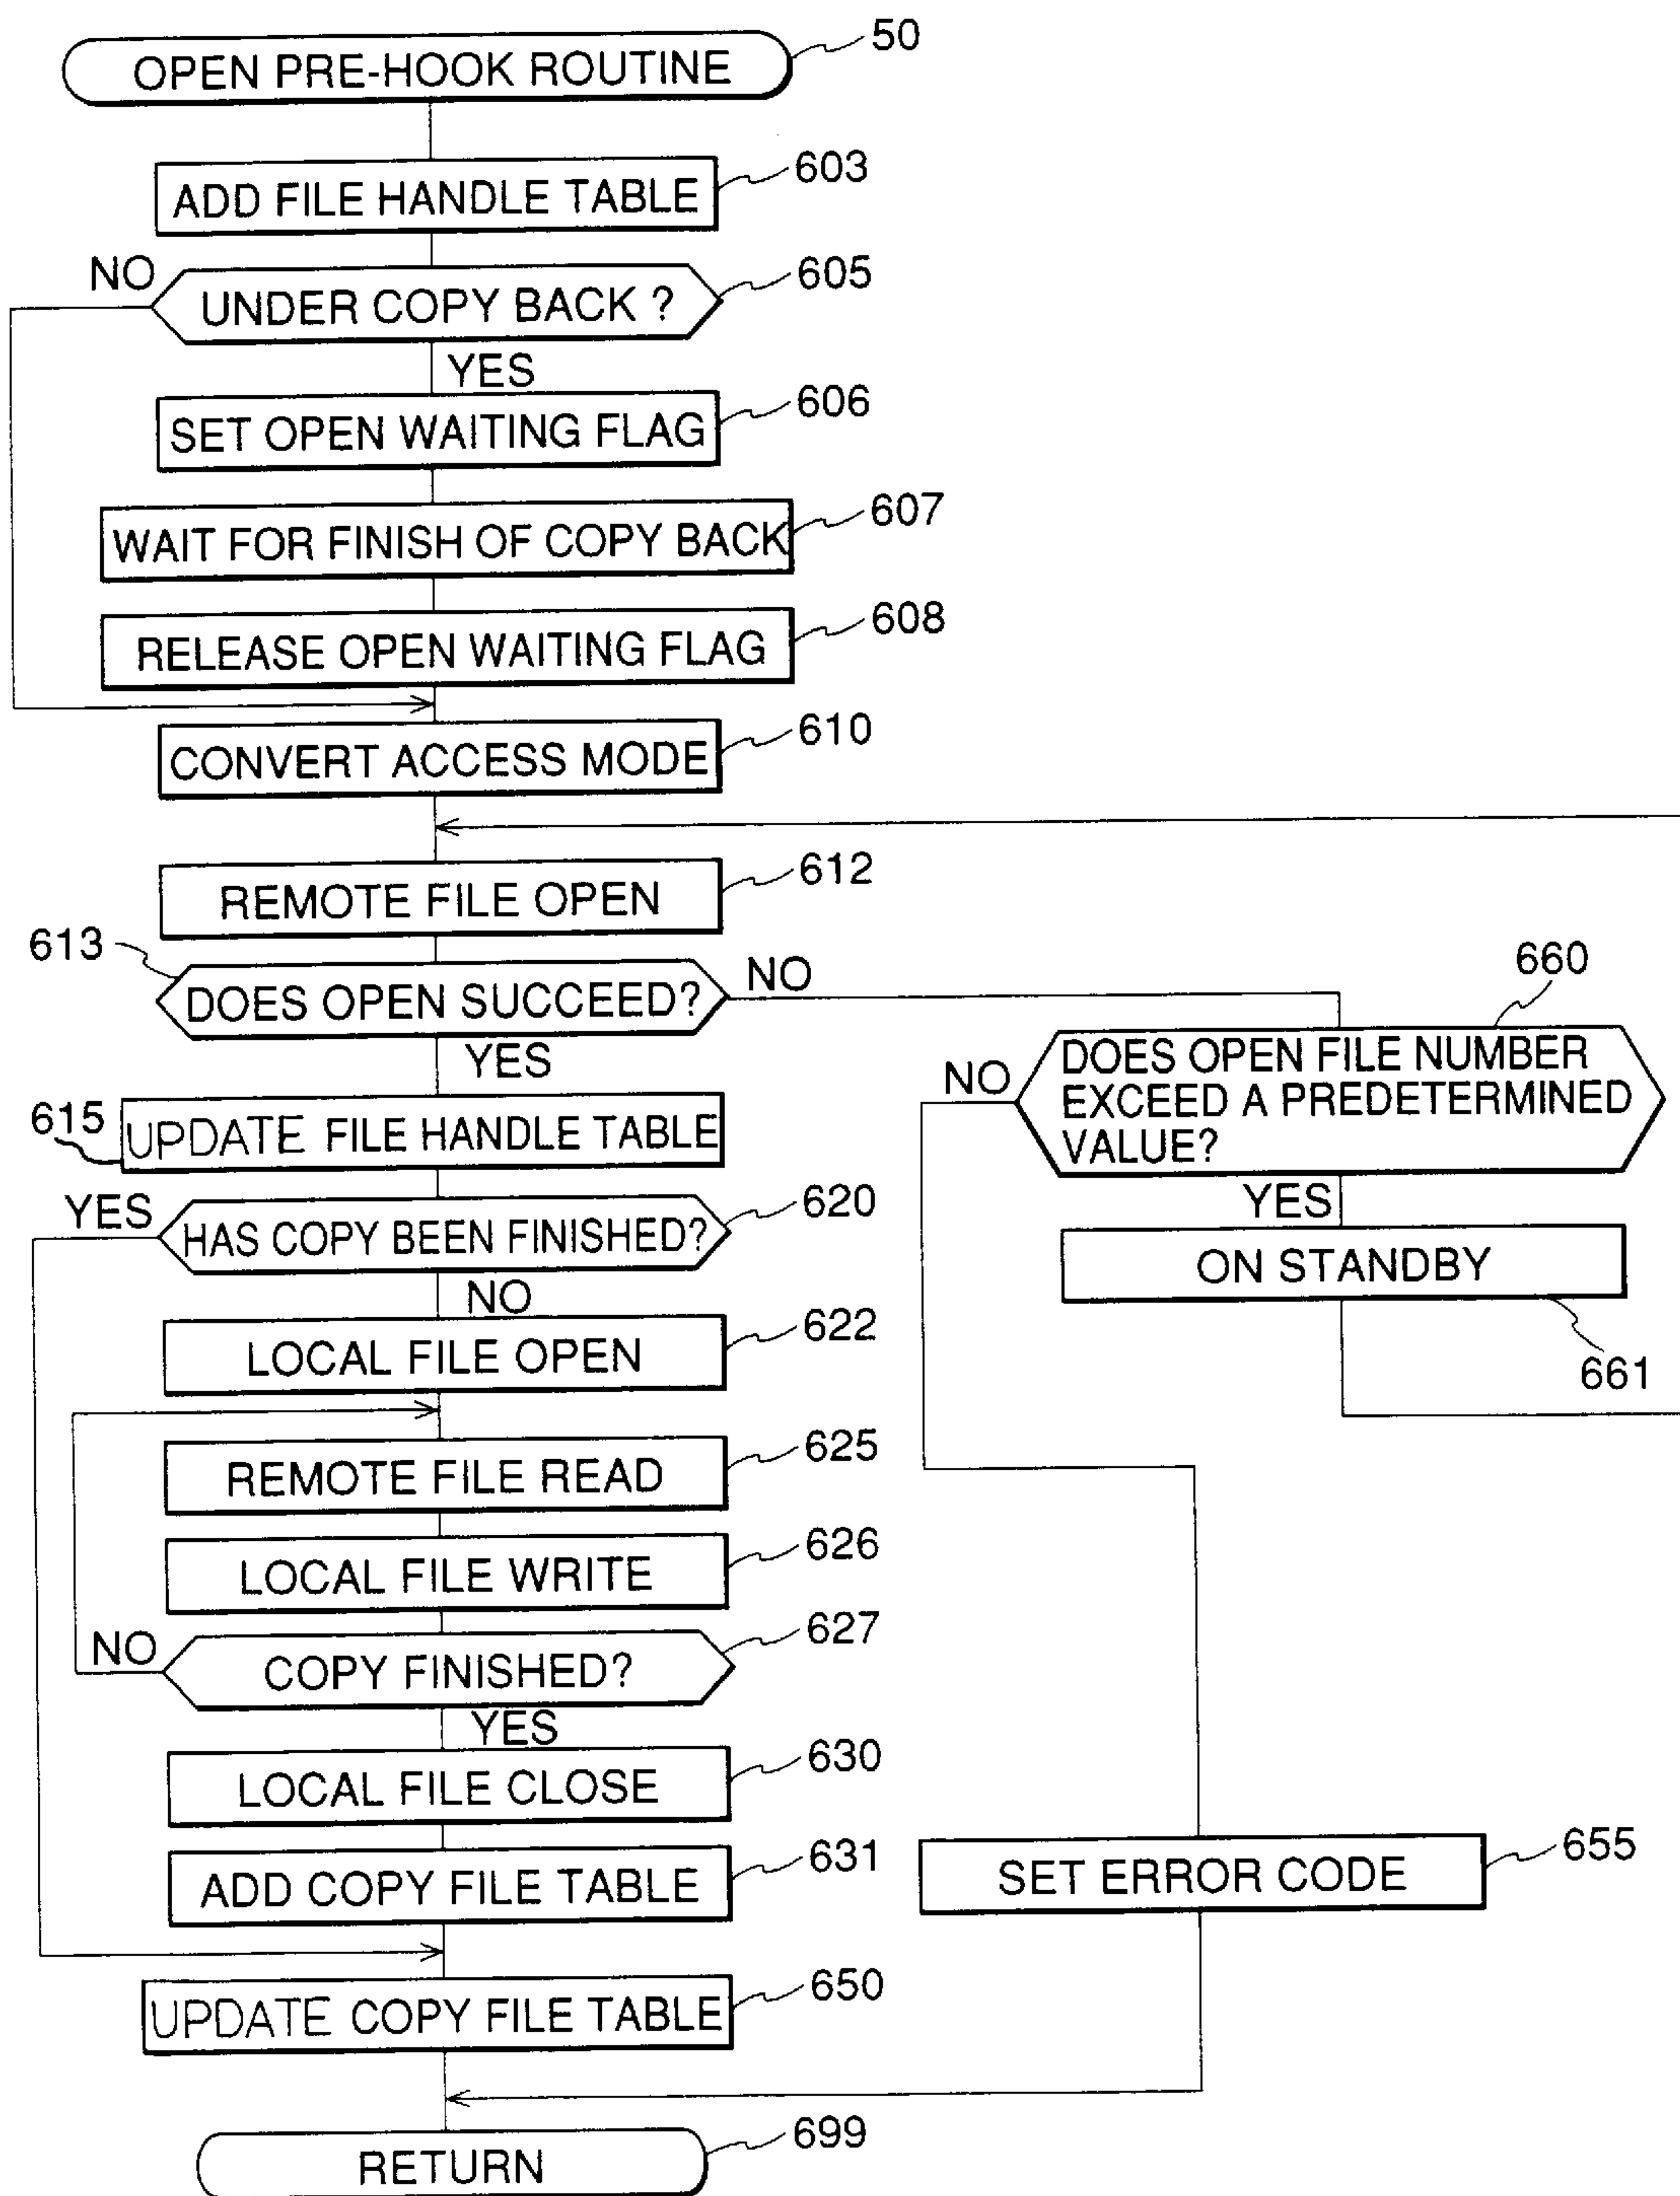 OPEN PRE-HOOK ROUTINE
50
ADD FILE HANDLE TABLE
603
NO
UNDER COPY BACK ?
605
YES
SET OPEN WAITING FLAG
606
WAIT FOR FINISH OF COPY BACK
607
RELEASE OPEN WAITING FLAG
608
CONVERT ACCESS MODE
610
REMOTE FILE OPEN
612
613
DOES OPEN SUCCEED?
NO
YES
615
UPDATE FILE HANDLE TABLE
YES
HAS COPY BEEN FINISHED?
620
NO
LOCAL FILE OPEN
622
REMOTE FILE READ
625
LOCAL FILE WRITE
626
NO
COPY FINISHED?
627
YES
LOCAL FILE CLOSE
630
ADD COPY FILE TABLE
631
UPDATE COPY FILE TABLE
650
RETURN
699
660
NO
DOES OPEN FILE NUMBER
EXCEED A PREDETERMINED
VALUE?
YES
ON STANDBY
661
SET ERROR CODE
655